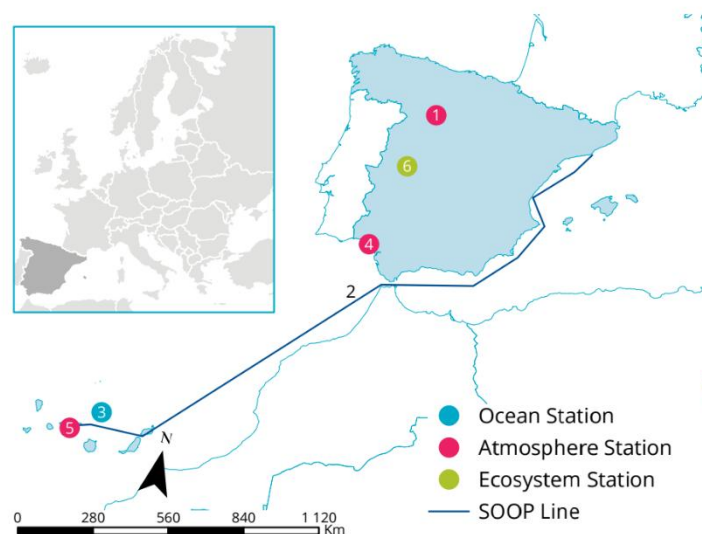 1
6
4
2
3
5
N
Ocean Station
Atmosphere Station
Ecosystem Station
SOOP Line
0 280 560 840 1 120
Km